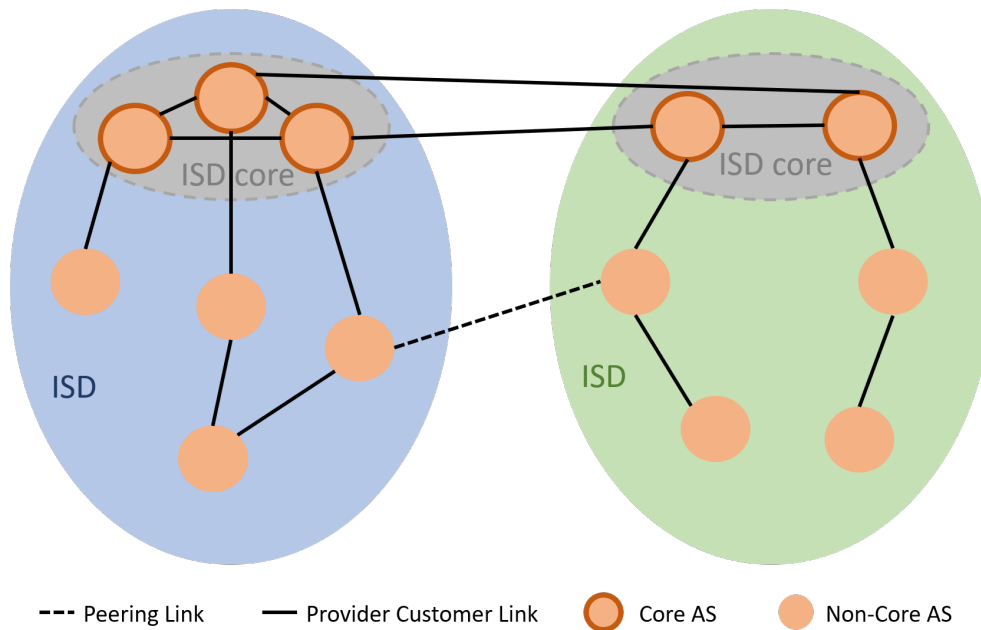 ISD core
ISD core
ISD
ISD
Peering Link
Provider Customer Link
Core AS
Non-Core AS